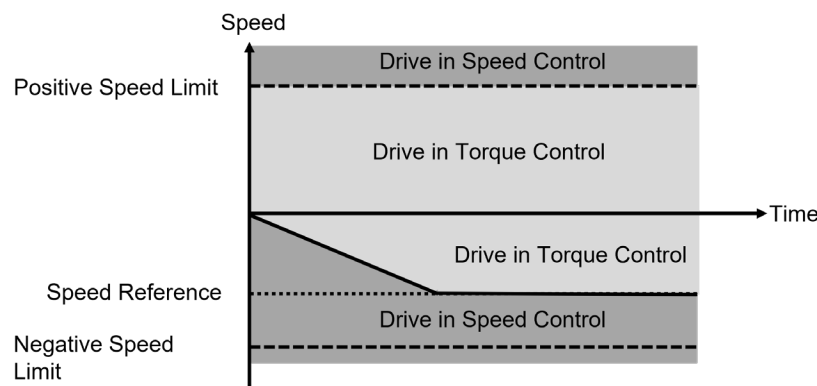 Speed
Drive in Speed Control
Positive Speed Limit
Drive in Torque Control
Time
Drive in Torque Control
Speed Reference
Drive in Speed Control
Negative Speed
Limit